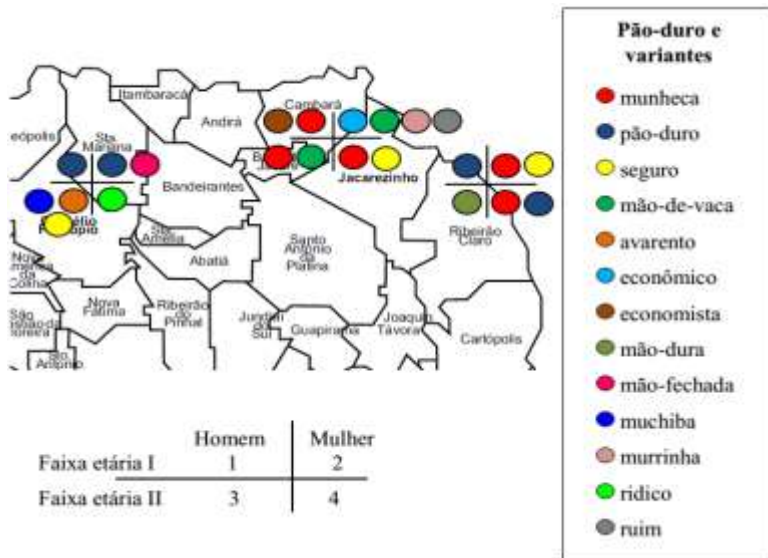 Itambaracá
Cambará
Andirá
Sta.
Mariana
Jacarezinho
Bandeirantes
Ribeirão
Claro
Sta.
Amélia
Abatiá
Santo
Antônio
da
Platina
Nova
Fátima
Ribeirão
do
Pinhal
Jundiaí
do
Sul
Guapirama
Joaquim
Távora
Carlópolis
São
Sto.
Antônio
Homem Mulher
Faixa etária I 1 2
Faixa etária II 3 4
Pão-duro e
variantes
munheca
pão-duro
seguro
mão-de-vaca
avarento
econômico
economista
mão-dura
mão-fechada
muchiba
murrinha
ridico
ruim